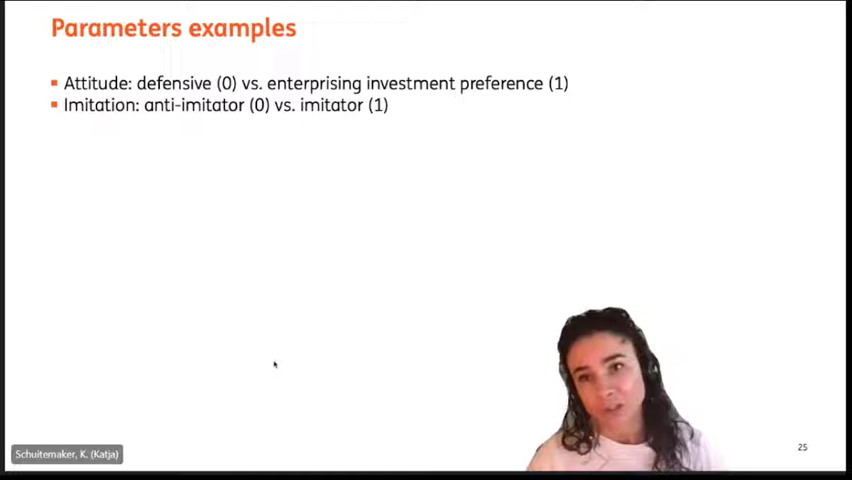 Parameters examples
Attitude: defensive (0) vs. enterprising investment preference (1)
Imitation: anti-imitator (0) vs. imitator (1)
Schuitemaker, K. (Katja)
25